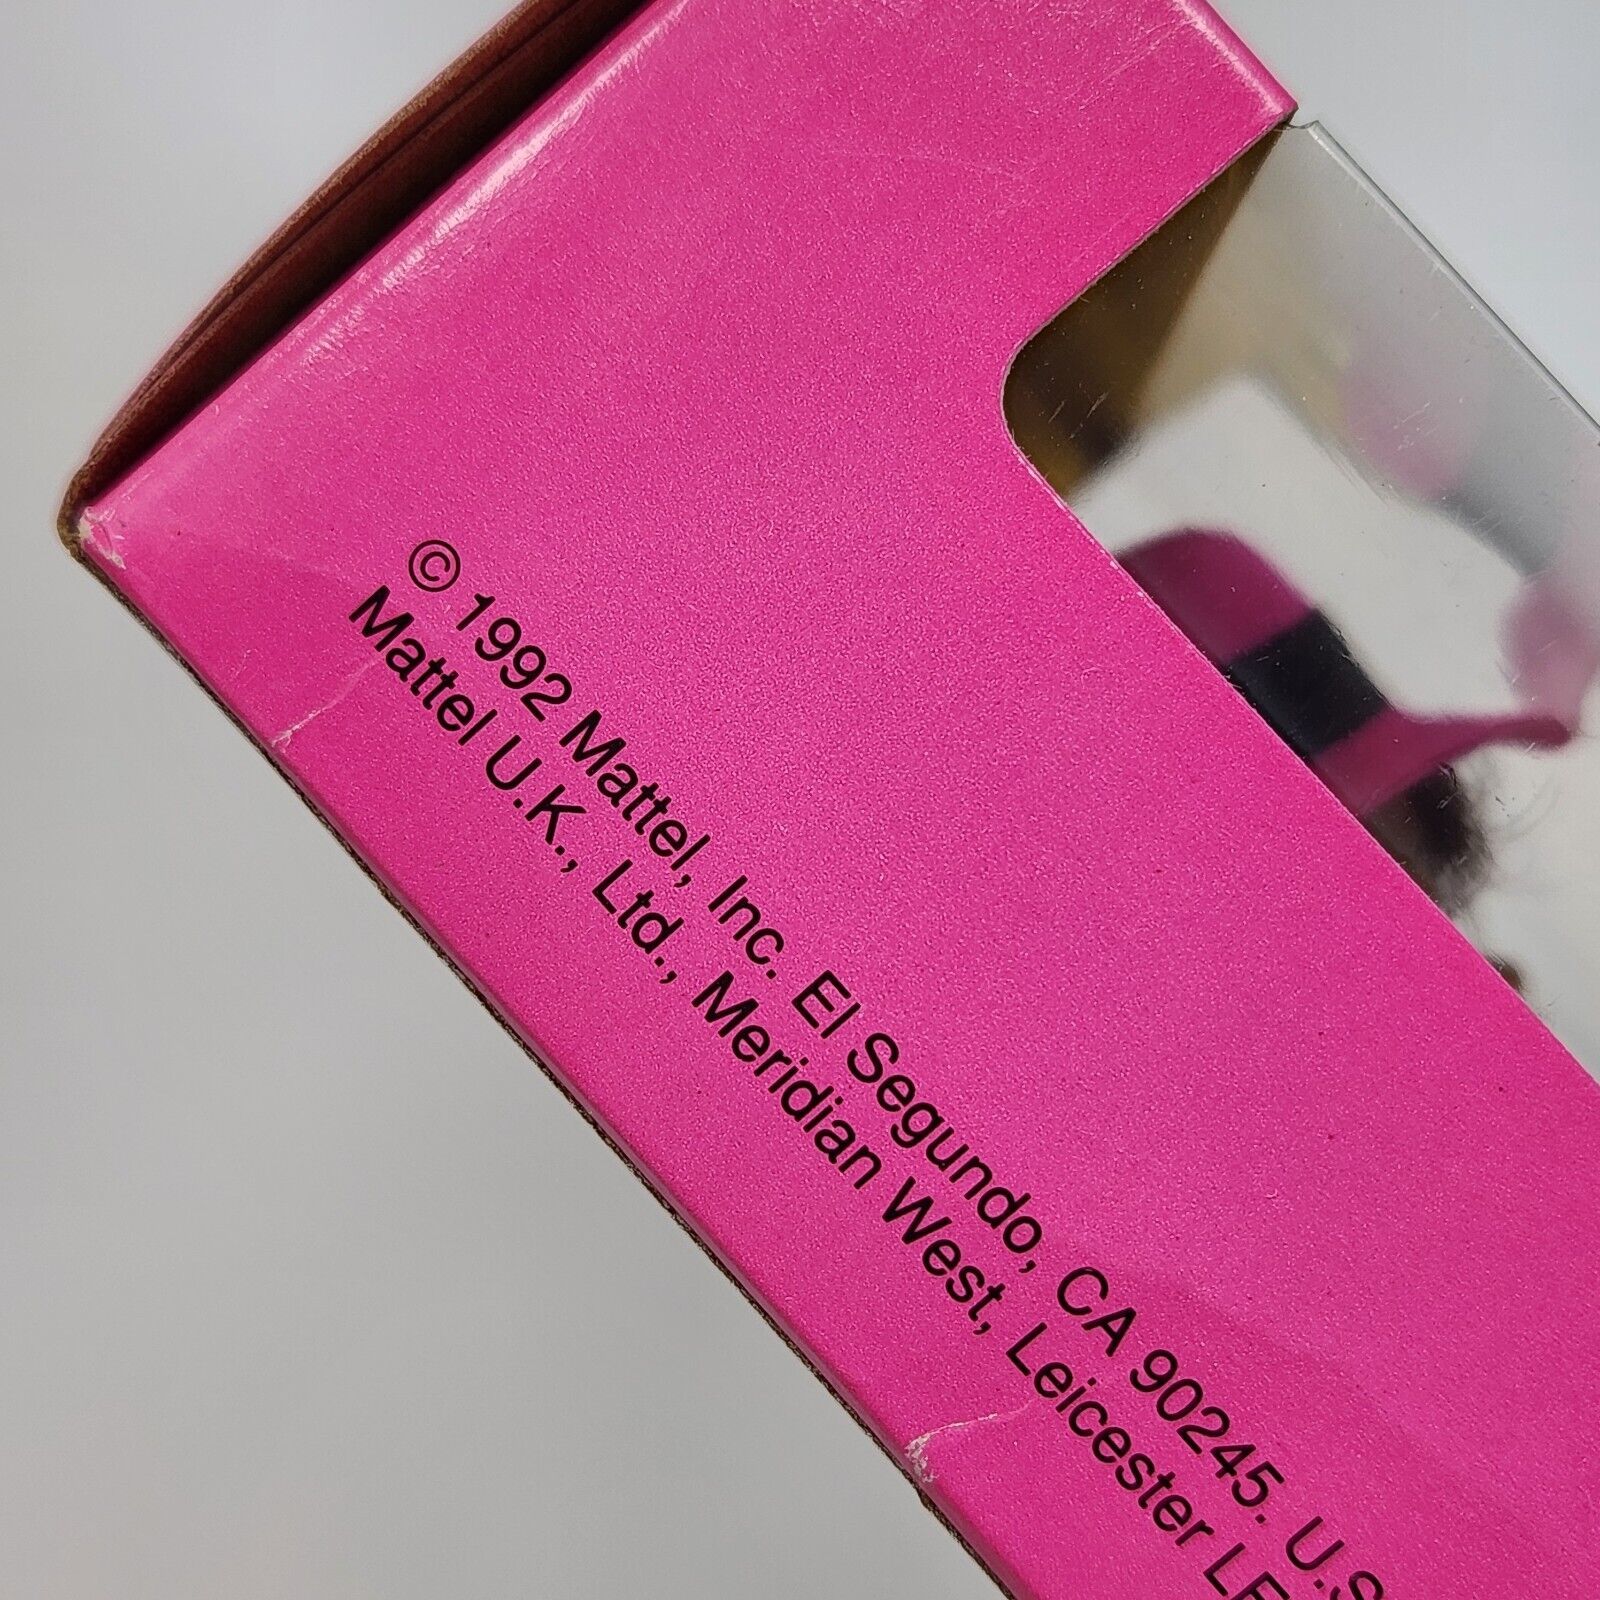 © 1992 Mattel, Inc. El Segundo, CA 90245. U.S
Mattel U.K., Ltd., Meridian West, Leicester LE